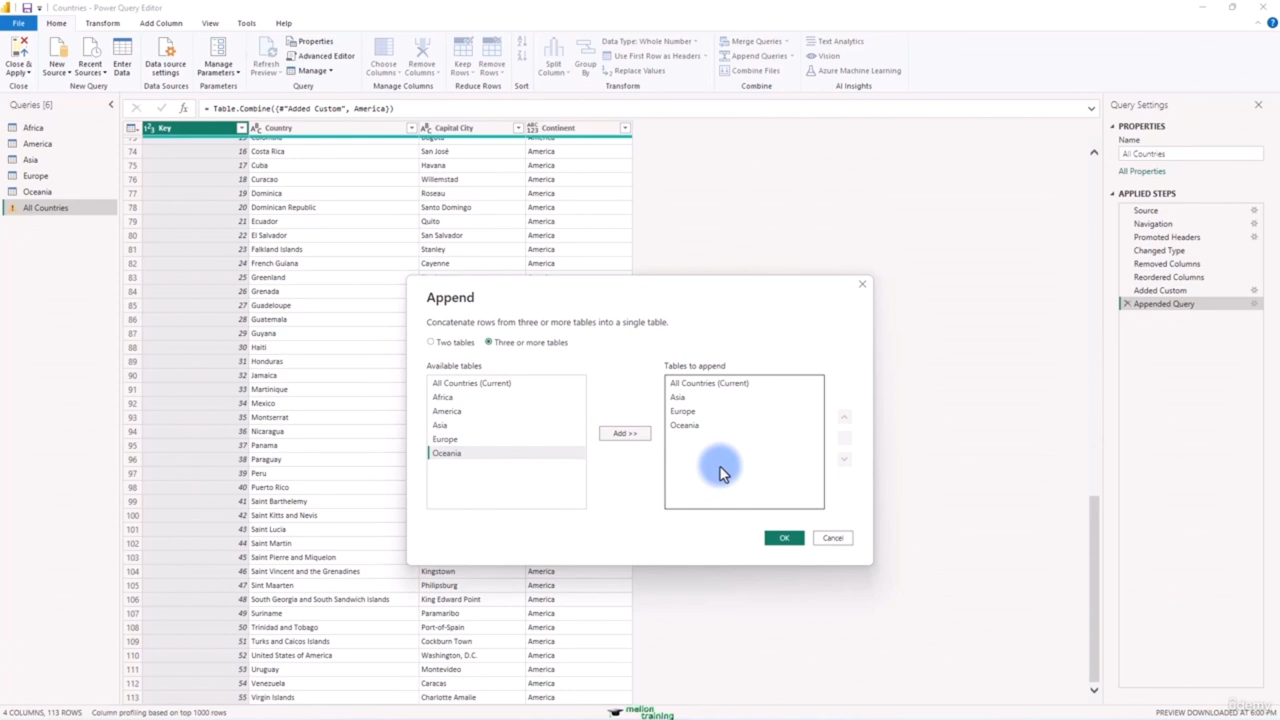 Countries - Power Query Editor
File Home Transform Add Column View Tools Help
Close & Apply
New Source
Recent Sources
Enter Data
Data source settings
Manage Parameters
Refresh Preview
Properties
Advanced Editor
Manage
Choose Columns
Remove Columns
Keep Rows
Remove Rows
Split Column
Group By
Data Type: Whole Number
Use First Row as Headers
Replace Values
Merge Queries
Append Queries
Combine Files
Text Analytics
Vision
Azure Machine Learning
Close New Query Data Sources Parameters Query Manage Columns Reduce Rows Sort Transform Combine AI Insights
Queries [6]
Africa
America
Asia
Europe
Oceania
All Countries
= Table.Combine({#"Added Custom", America})
Key Country Capital City Continent
74 16 Costa Rica San José America
75 17 Cuba Havana America
76 18 Curacao Willemstad America
77 19 Dominica Roseau America
78 20 Dominican Republic Santo Domingo America
79 21 Ecuador Quito America
80 22 El Salvador San Salvador America
81 23 Falkland Islands Stanley America
82 24 French Guiana Cayenne America
83 25 Greenland
84 26 Grenada
85 27 Guadeloupe
86 28 Guatemala
87 29 Guyana
88 30 Haiti
89 31 Honduras
90 32 Jamaica
91 33 Martinique
92 34 Mexico
93 35 Montserrat
94 36 Nicaragua
95 37 Panama
96 38 Paraguay
97 39 Peru
98 40 Puerto Rico
99 41 Saint Barthelemy
100 42 Saint Kitts and Nevis
101 43 Saint Lucia
102 44 Saint Martin
103 45 Saint Pierre and Miquelon
104 46 Saint Vincent and the Grenadines Kingstown America
105 47 Sint Maarten Philipsburg America
106 48 South Georgia and South Sandwich Islands King Edward Point America
107 49 Suriname Paramaribo America
108 50 Trinidad and Tobago Port-of-Spain America
109 51 Turks and Caicos Islands Cockburn Town America
110 52 United States of America Washington, D.C. America
111 53 Uruguay Montevideo America
112 54 Venezuela Caracas America
113 55 Virgin Islands Charlotte Amalie America
Append
Concatenate rows from three or more tables into a single table.
Two tables Three or more tables
Available tables
All Countries (Current)
Africa
America
Asia
Europe
Oceania
Add >>
Tables to append
All Countries (Current)
Asia
Europe
Oceania
OK Cancel
Query Settings
PROPERTIES
Name
All Countries
All Properties
APPLIED STEPS
Source
Navigation
Promoted Headers
Changed Type
Removed Columns
Reordered Columns
Added Custom
Appended Query
4 COLUMNS, 113 ROWS Column profiling based on top 1000 rows
melion
training
PREVIEW DOWNLOADED AT 6:00 PM
Udemy